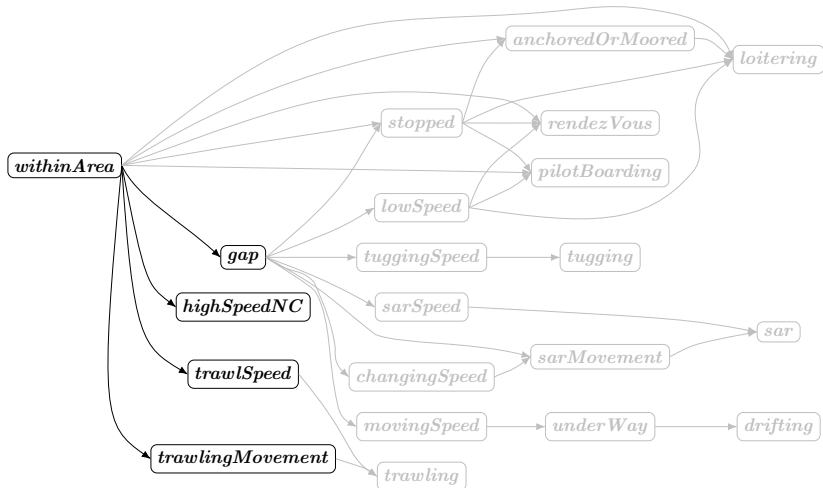 anchoredOrMoored
loitering
stopped
rendezVous
withinArea
pilotBoarding
lowSpeed
gap
tuggingSpeed
tugging
highSpeedNC
sarSpeed
sar
sarMovement
trawlSpeed
changingSpeed
movingSpeed
underWay
drifting
trawlingMovement
trawling